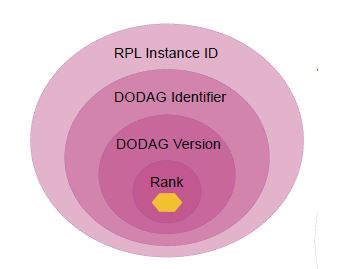 RPL Instance ID
DODAG Identifier
DODAG Version
Rank